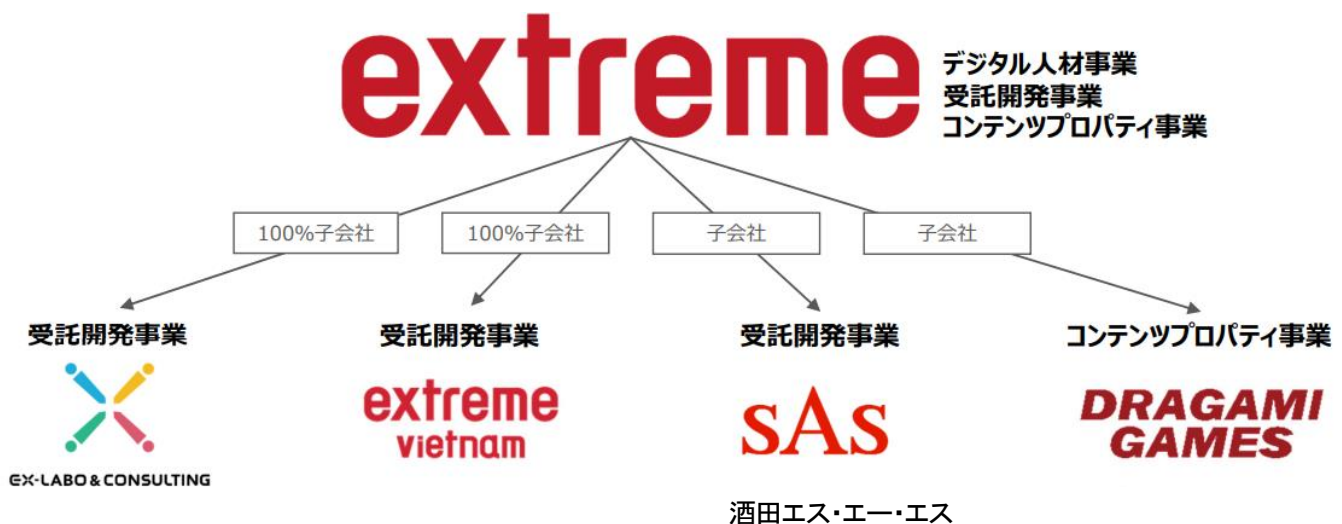 extreme
デジタル人材事業
受託開発事業
コンテンツプロパティ事業
100%子会社
100%子会社
子会社
子会社
受託開発事業
受託開発事業
受託開発事業
コンテンツプロパティ事業
EX-LABO & CONSULTING
extreme
vietnam
SAS
DRAGAMI
GAMES
酒田エス・エー・エス